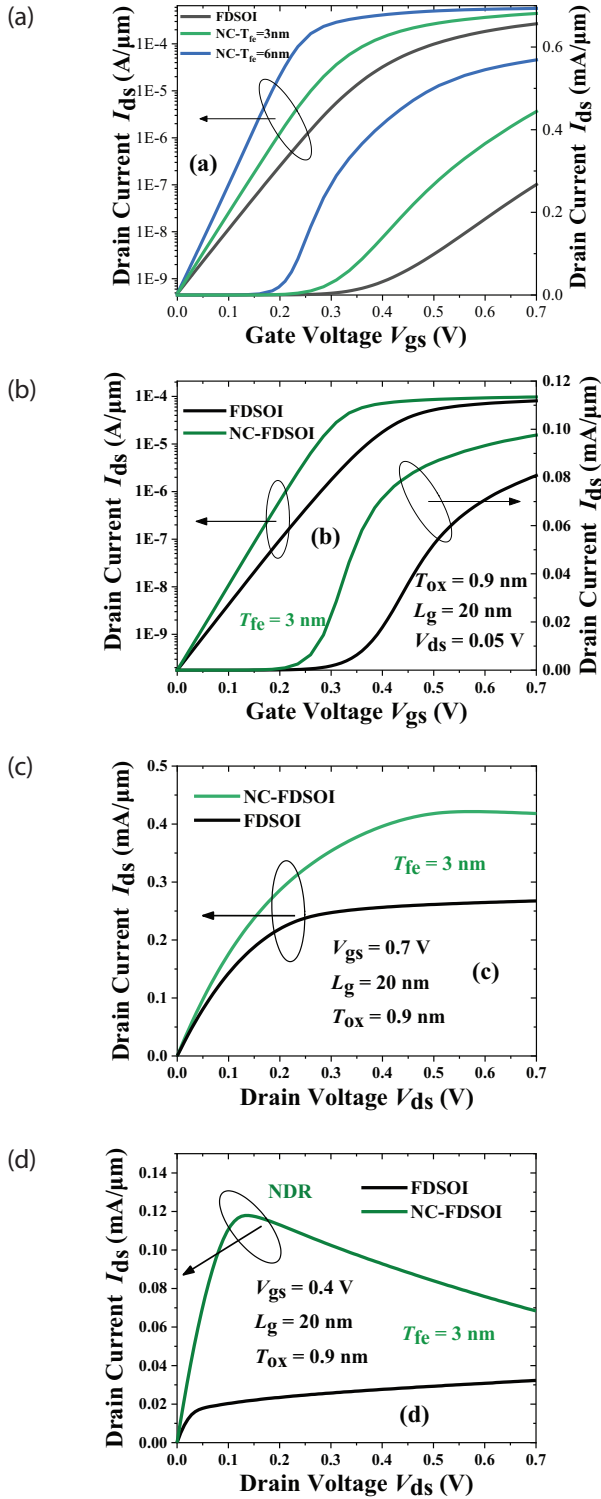 (a)
FDSOI
NC-Tfe=3nm
NC-Tfe=6nm
1E-4
1E-5
1E-6
1E-7
1E-8
1E-9
Drain Current Ids (A/μm)
(a)
0.6
0.4
0.2
0.0
Drain Current Ids (mA/μm)
0.0 0.1 0.2 0.3 0.4 0.5 0.6 0.7
Gate Voltage Vgs (V)
(b)
FDSOI
NC-FDSOI
1E-4
1E-5
1E-6
1E-7
1E-8
1E-9
Drain Current Ids (A/μm)
(b)
Tfe = 3 nm
Tox = 0.9 nm
Lg = 20 nm
Vds = 0.05 V
0.12
0.10
0.08
0.06
0.04
0.02
0.00
Drain Current Ids (mA/μm)
0.0 0.1 0.2 0.3 0.4 0.5 0.6 0.7
Gate Voltage Vgs (V)
(c)
NC-FDSOI
FDSOI
0.5
0.4
0.3
0.2
0.1
0.0
Drain Current Ids (mA/μm)
Tfe = 3 nm
Vgs = 0.7 V
Lg = 20 nm
Tox = 0.9 nm
(c)
0.0 0.1 0.2 0.3 0.4 0.5 0.6 0.7
Drain Voltage Vds (V)
(d)
NDR
FDSOI
NC-FDSOI
0.14
0.12
0.10
0.08
0.06
0.04
0.02
0.00
Drain Current Ids (mA/μm)
Vgs = 0.4 V
Lg = 20 nm
Tox = 0.9 nm
Tfe = 3 nm
(d)
0.0 0.1 0.2 0.3 0.4 0.5 0.6 0.7
Drain Voltage Vds (V)